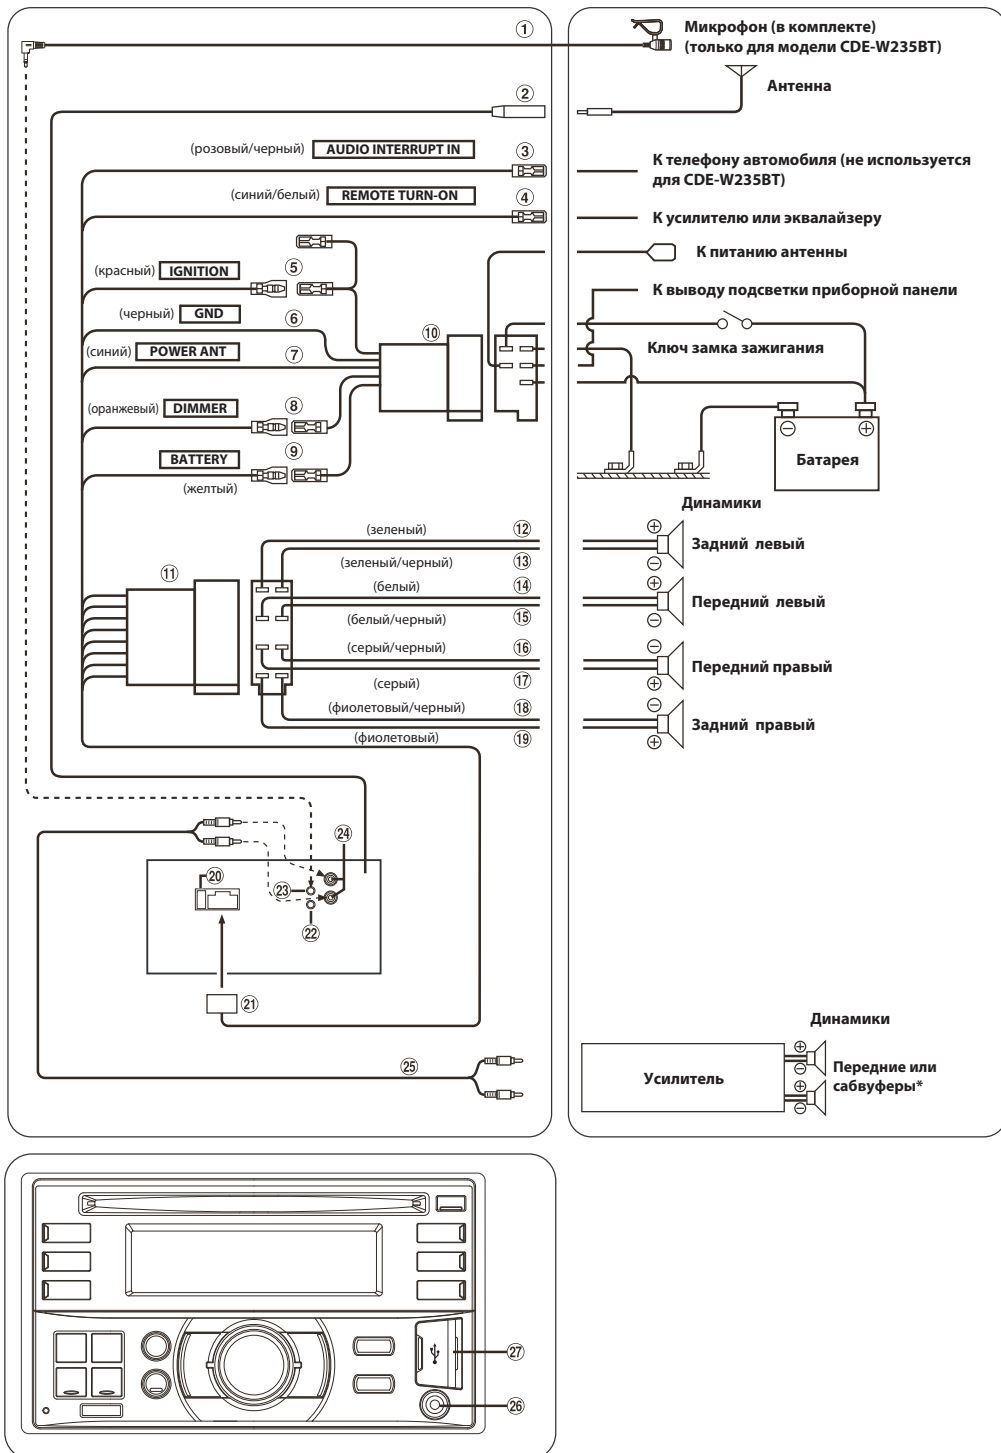 ①
Микрофон (в комплекте)
(только для модели CDE-W235BT)
②
Антенна
(розовый/черный) AUDIO INTERRUPT IN ③
К телефону автомобиля (не используется
для CDE-W235BT)
(синий/белый) REMOTE TURN-ON ④
К усилителю или эквалайзеру
К питанию антенны
(красный) IGNITION ⑤
К выводу подсветки приборной панели
(черный) GND ⑥
⑩
Ключ замка зажигания
(синий) POWER ANT ⑦
(оранжевый) DIMMER ⑧
⊖ ⊕
BATTERY ⑨
Батарея
(желтый)
Динамики
(зеленый) ⑫
⊕
Задний левый
⊖
(зеленый/черный) ⑬
⑪
(белый) ⑭
⊕
Передний левый
⊖
(белый/черный) ⑮
(серый/черный) ⑯
⊖
Передний правый
⊕
(серый) ⑰
(фиолетовый/черный) ⑱
⊖
Задний правый
⊕
(фиолетовый) ⑲
㉔
⑳
㉓
㉒
㉑
Динамики
㉕
Усилитель
⊕
⊖
⊕
⊖
Передние или
сабвуферы*
㉗
㉖